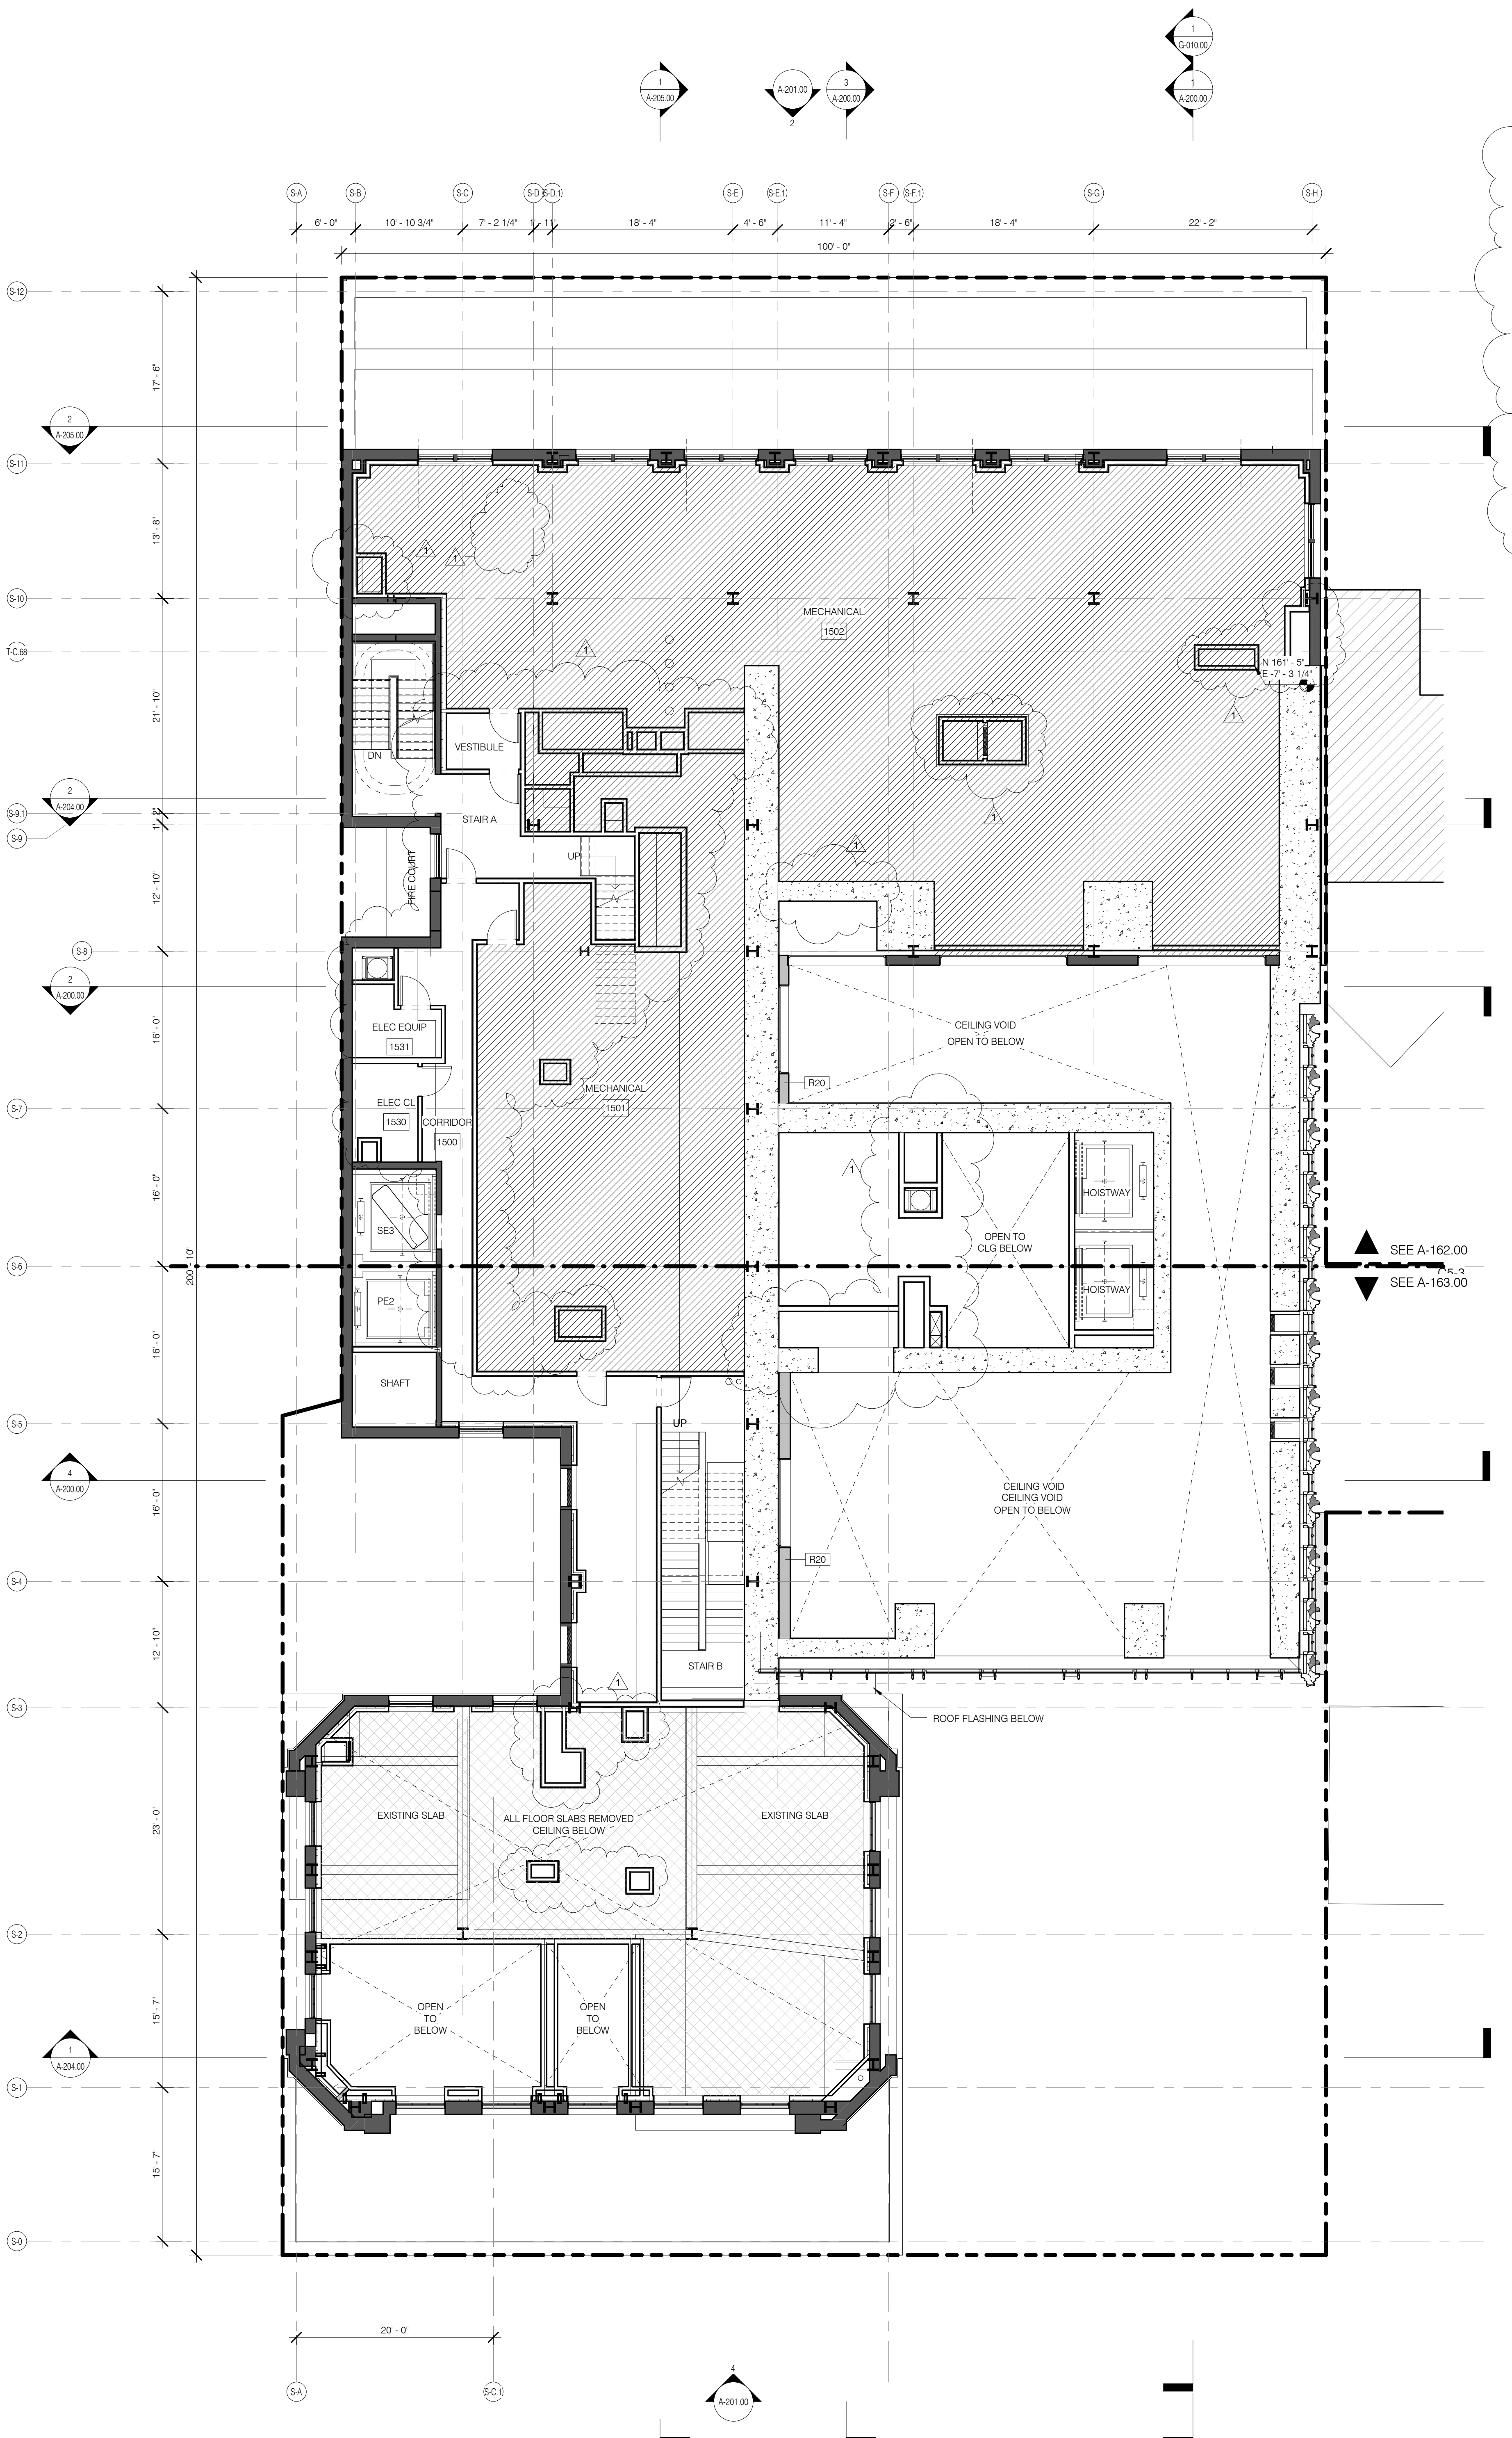 1
G-010.00
1
A-205.00
A-201.00
2
3
A-200.00
1
A-200.00
S-A
S-B
S-C
S-D
(S-D.1)
S-E
(S-E.1)
S-F
(S-F.1)
S-G
S-H
6' - 0"
10' - 10 3/4"
7' - 2 1/4"
1' - 11"
18' - 4"
4' - 6"
11' - 4"
2' - 6"
18' - 4"
22' - 2"
100' - 0"
S-12
17' - 6"
2
A-205.00
S-11
13' - 8"
1
1
S-10
MECHANICAL
1502
T-C.68
1
N 161' - 5"
E -7' - 3 1/4"
21' - 10"
1
VESTIBULE
DN
2
A-204.00
(S-9.1)
S-9
STAIR A
1
1
UP
FIRE COURT
12' - 10"
S-8
2
A-200.00
16' - 0"
ELEC EQUIP
1531
CEILING VOID
OPEN TO BELOW
R20
MECHANICAL
1501
S-7
ELEC CL
1530
CORRIDOR
1500
1
16' - 0"
HOISTWAY
SE3
OPEN TO
CLG BELOW
200' - 10"
S-6
SEE A-162.00
SEE A-163.00
HOISTWAY
PE2
16' - 0"
SHAFT
S-5
UP
4
A-200.00
16' - 0"
CEILING VOID
CEILING VOID
OPEN TO BELOW
R20
S-4
12' - 10"
STAIR B
1
S-3
ROOF FLASHING BELOW
23' - 0"
EXISTING SLAB
ALL FLOOR SLABS REMOVED
CEILING BELOW
EXISTING SLAB
S-2
15' - 7"
OPEN
TO
BELOW
OPEN
TO
BELOW
1
A-204.00
S-1
15' - 7"
S-0
20' - 0"
S-A
(S-C.1)
4
A-201.00